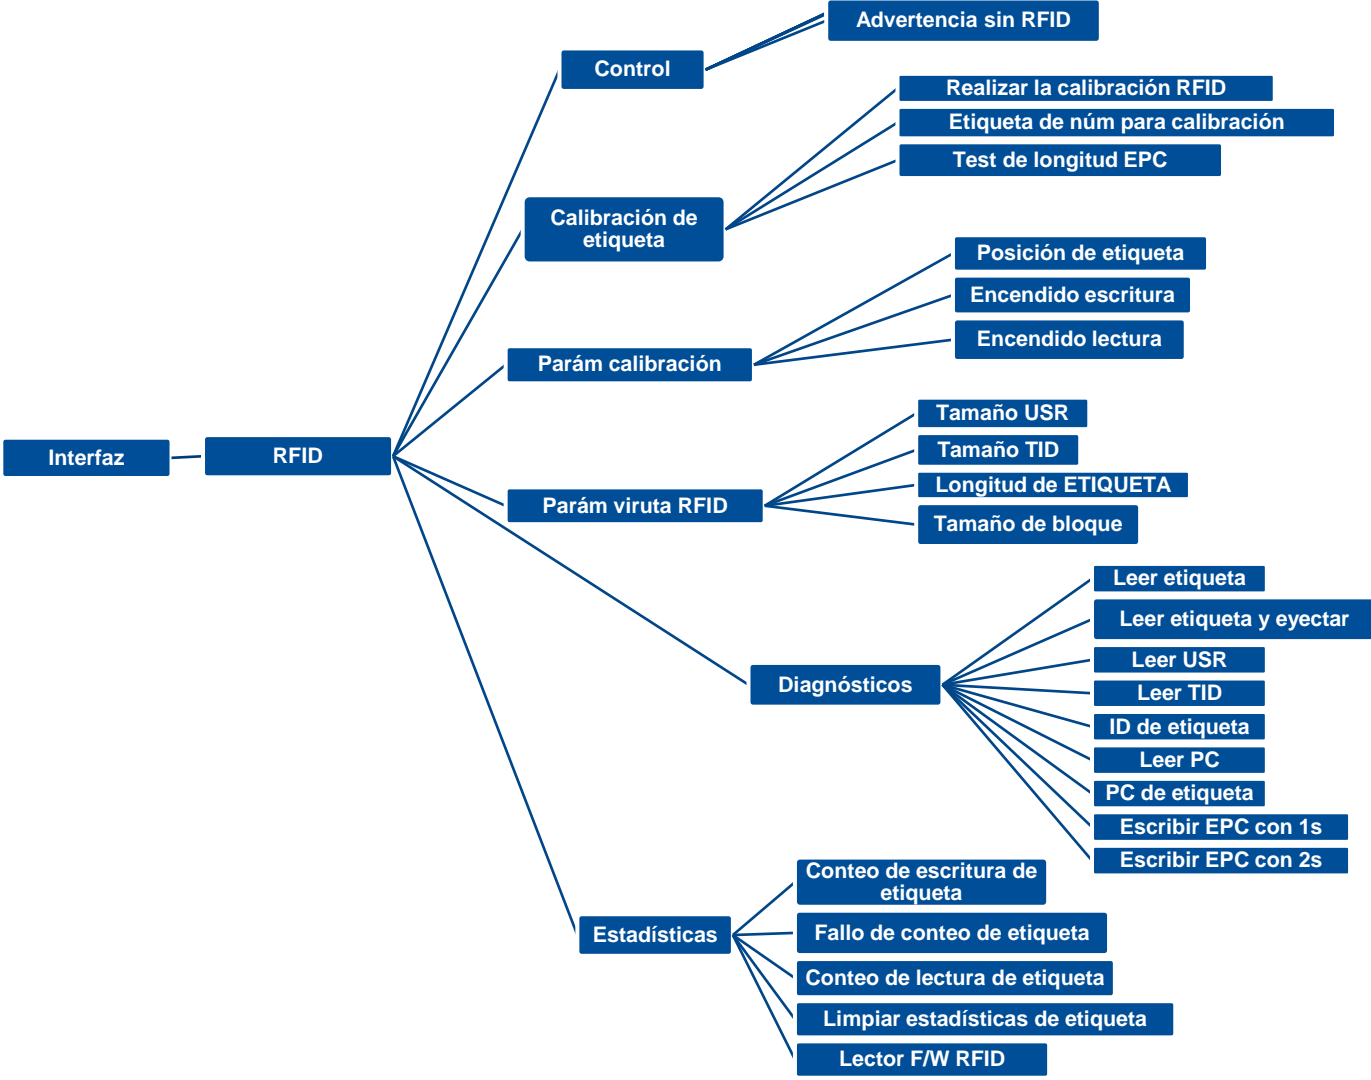 Interfaz
RFID
Control
Advertencia sin RFID
Calibración de
etiqueta
Realizar la calibración RFID
Etiqueta de núm para calibración
Test de longitud EPC
Parám calibración
Posición de etiqueta
Encendido escritura
Encendido lectura
Parám viruta RFID
Tamaño USR
Tamaño TID
Longitud de ETIQUETA
Tamaño de bloque
Diagnósticos
Leer etiqueta
Leer etiqueta y eyectar
Leer USR
Leer TID
ID de etiqueta
Leer PC
PC de etiqueta
Escribir EPC con 1s
Escribir EPC con 2s
Estadísticas
Conteo de escritura de
etiqueta
Fallo de conteo de etiqueta
Conteo de lectura de etiqueta
Limpiar estadísticas de etiqueta
Lector F/W RFID